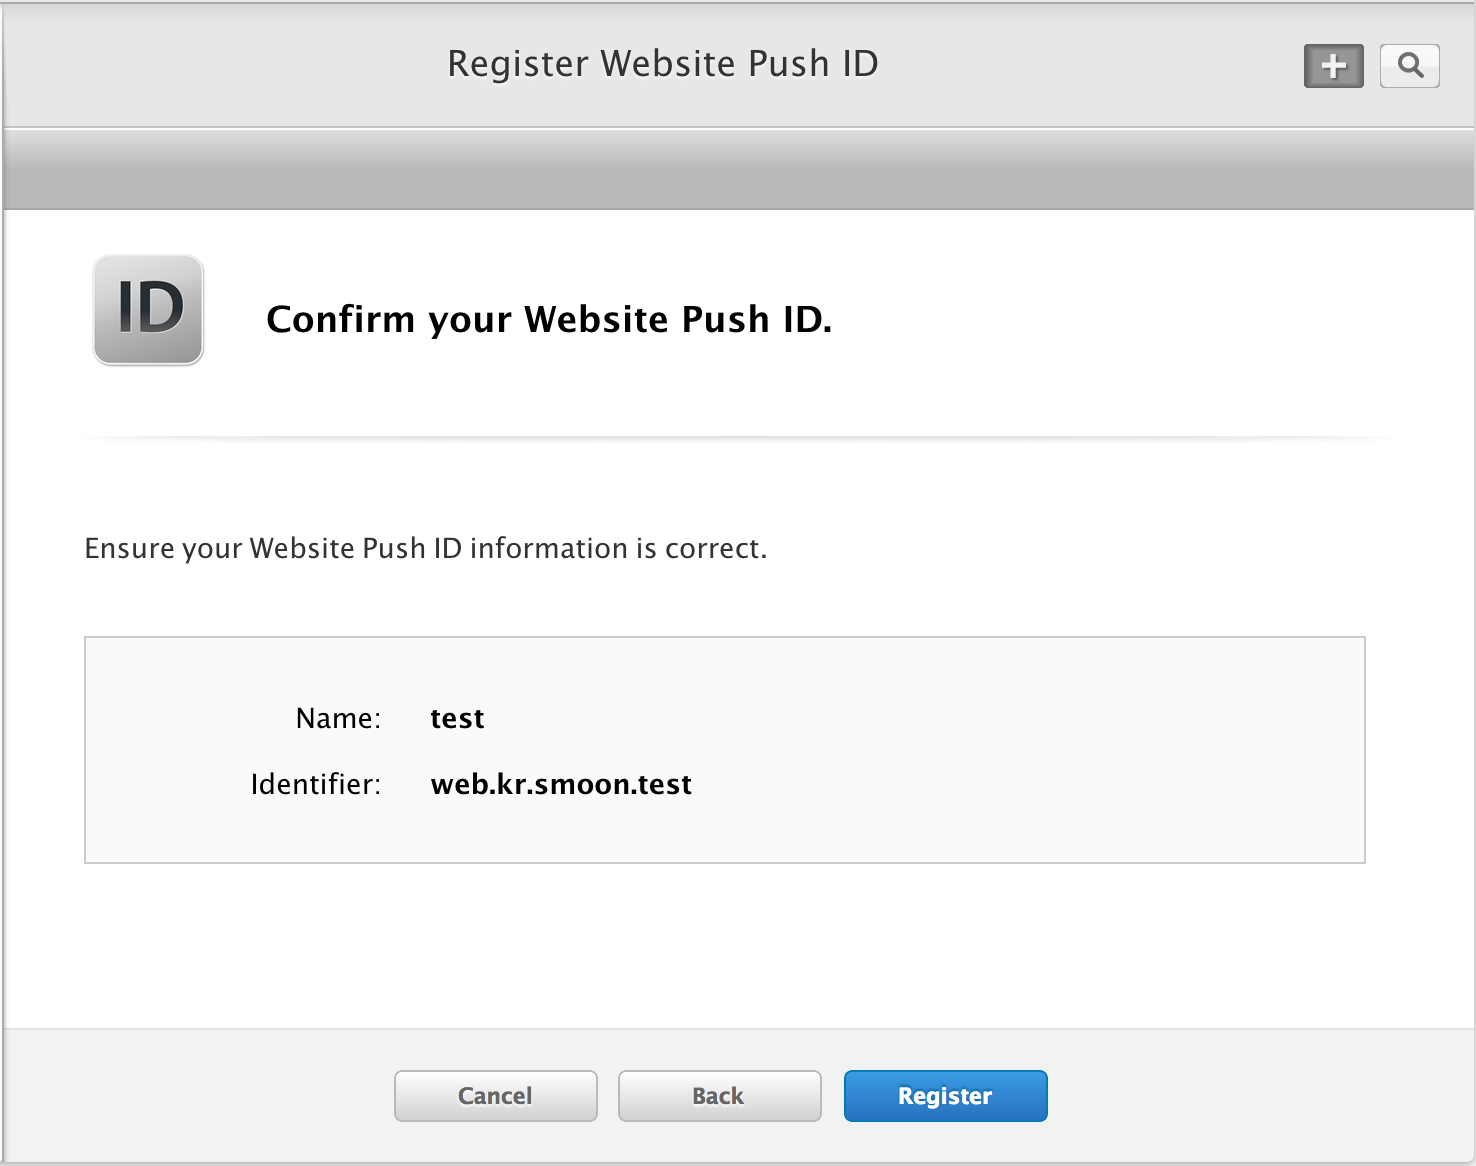 Register Website Push ID
ID
Confirm your Website Push ID.
Ensure your Website Push ID information is correct.
Name: test
Identifier: web.kr.smoon.test
Cancel Back Register